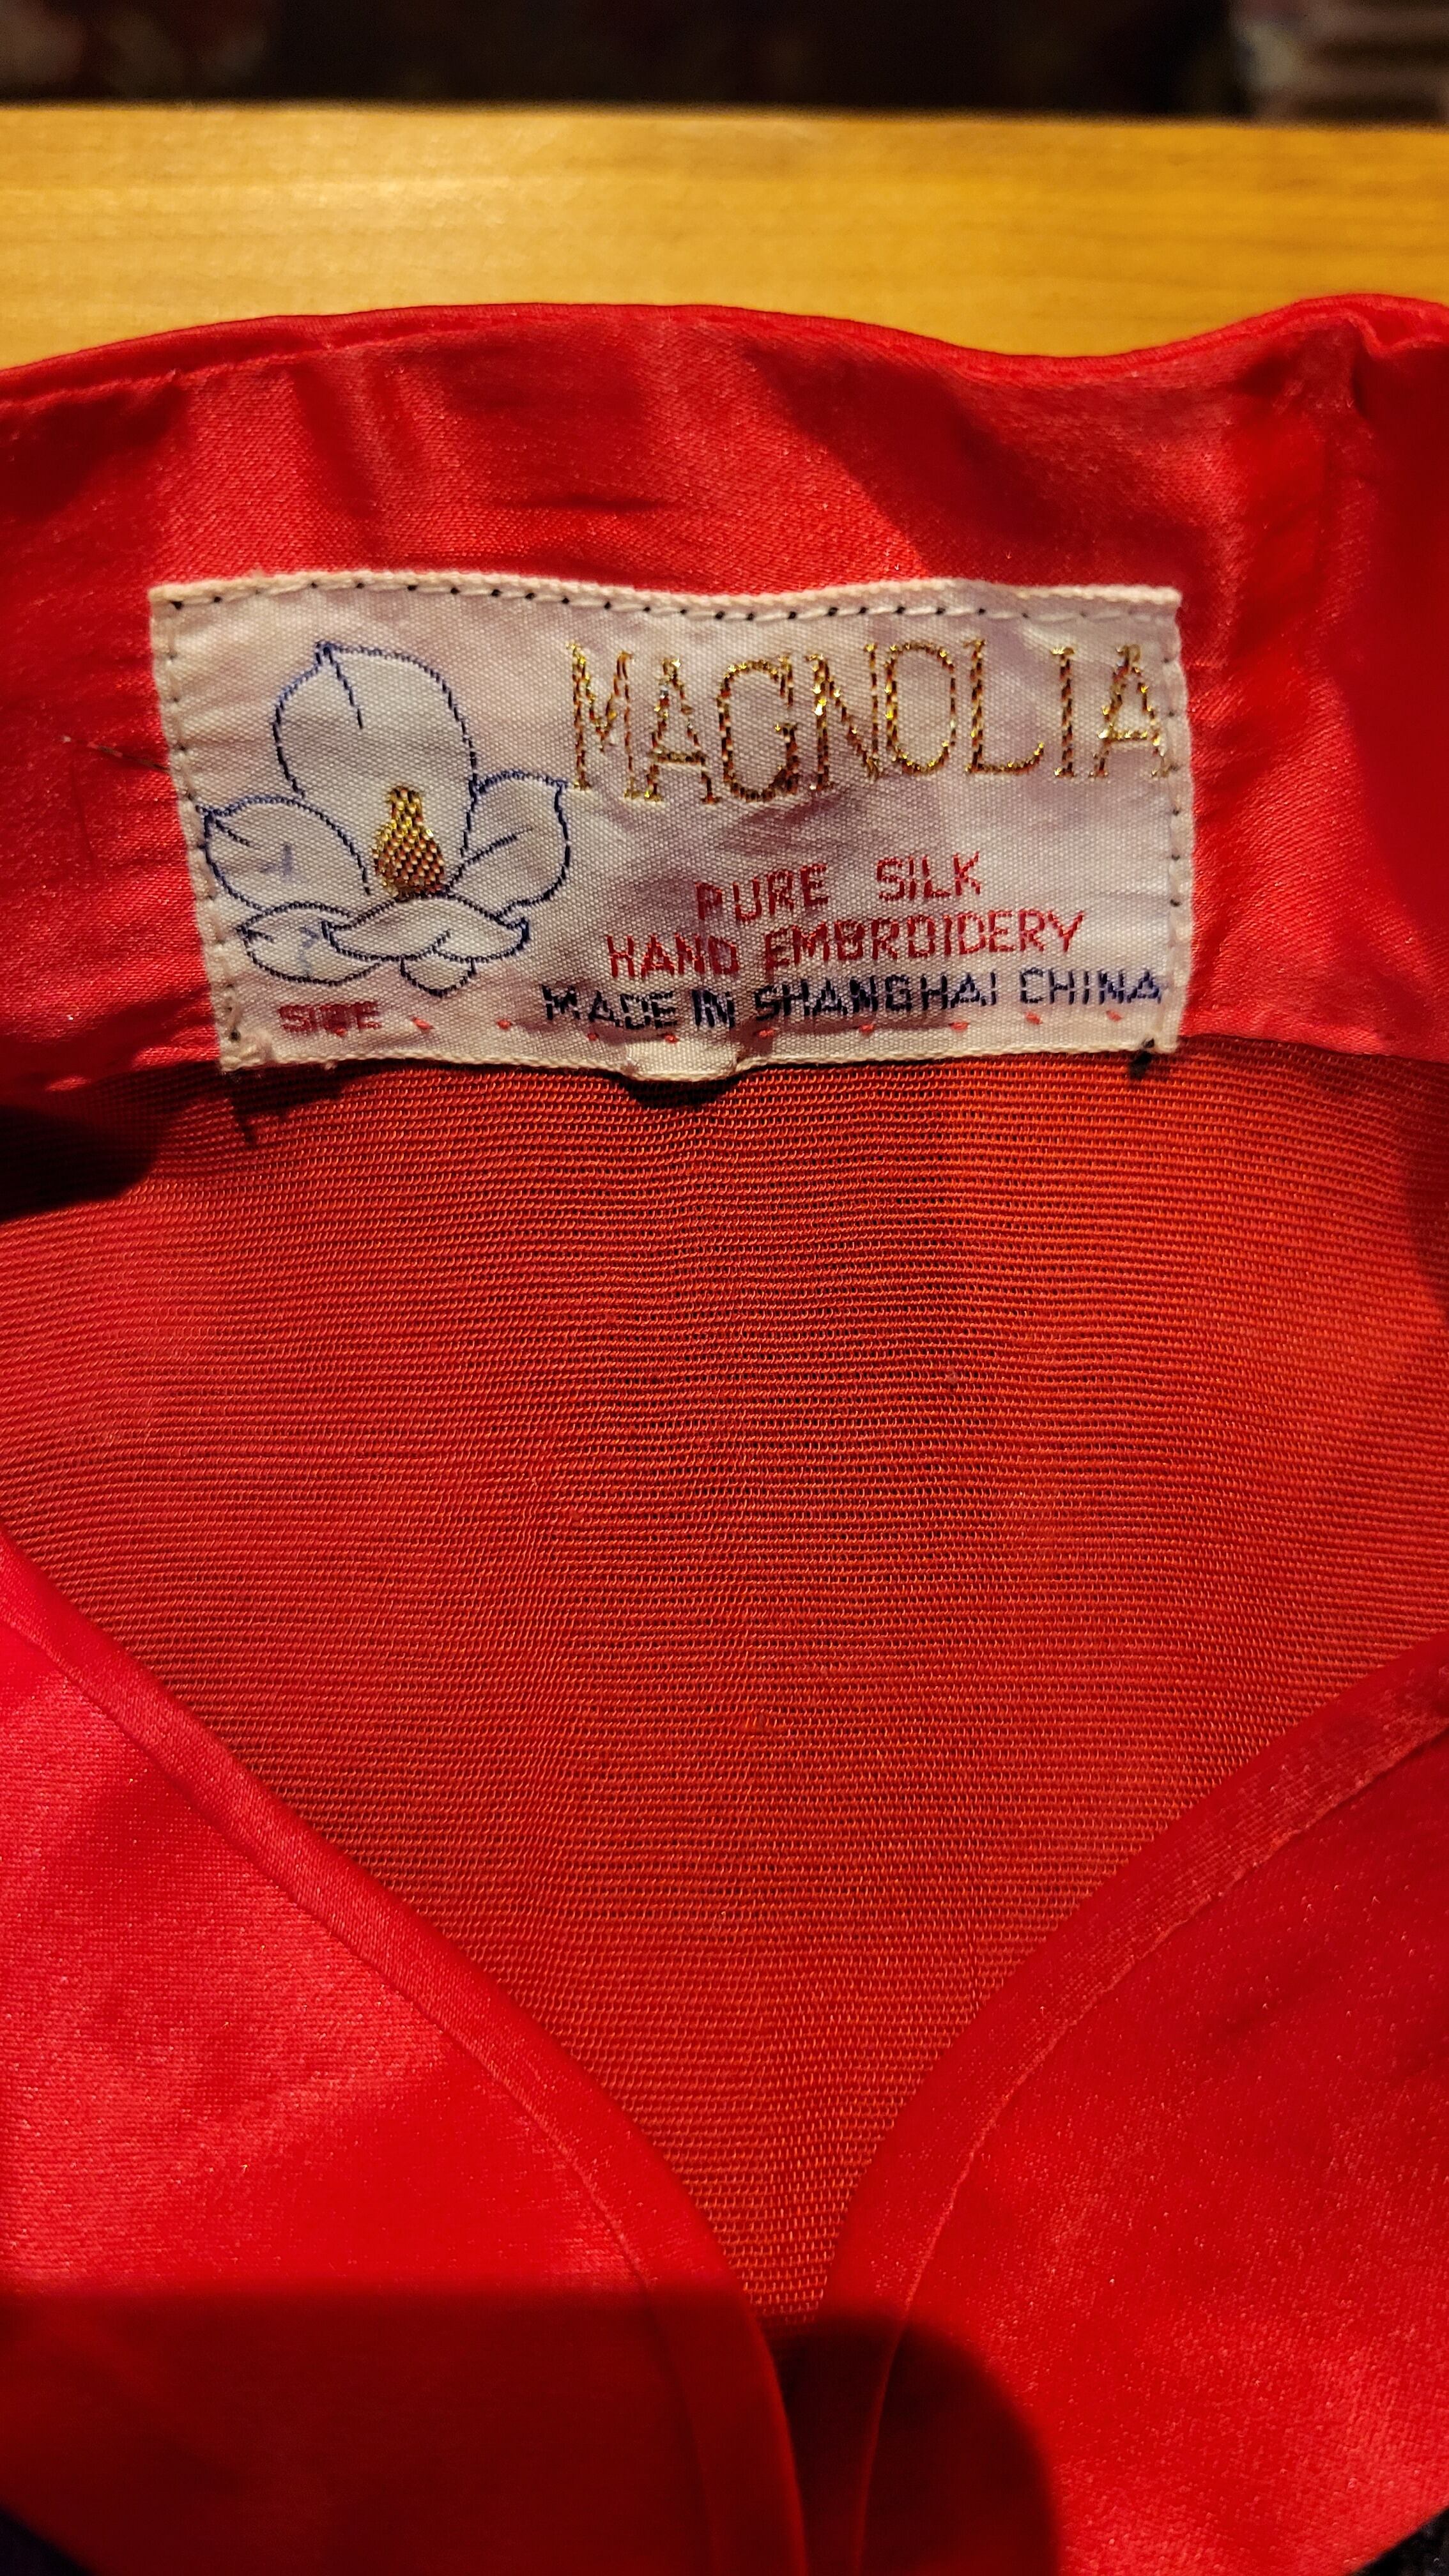 MAGNOLIA
PURE SILK
HAND EMBROIDERY
MADE IN SHANGHAI CHINA
SIZE